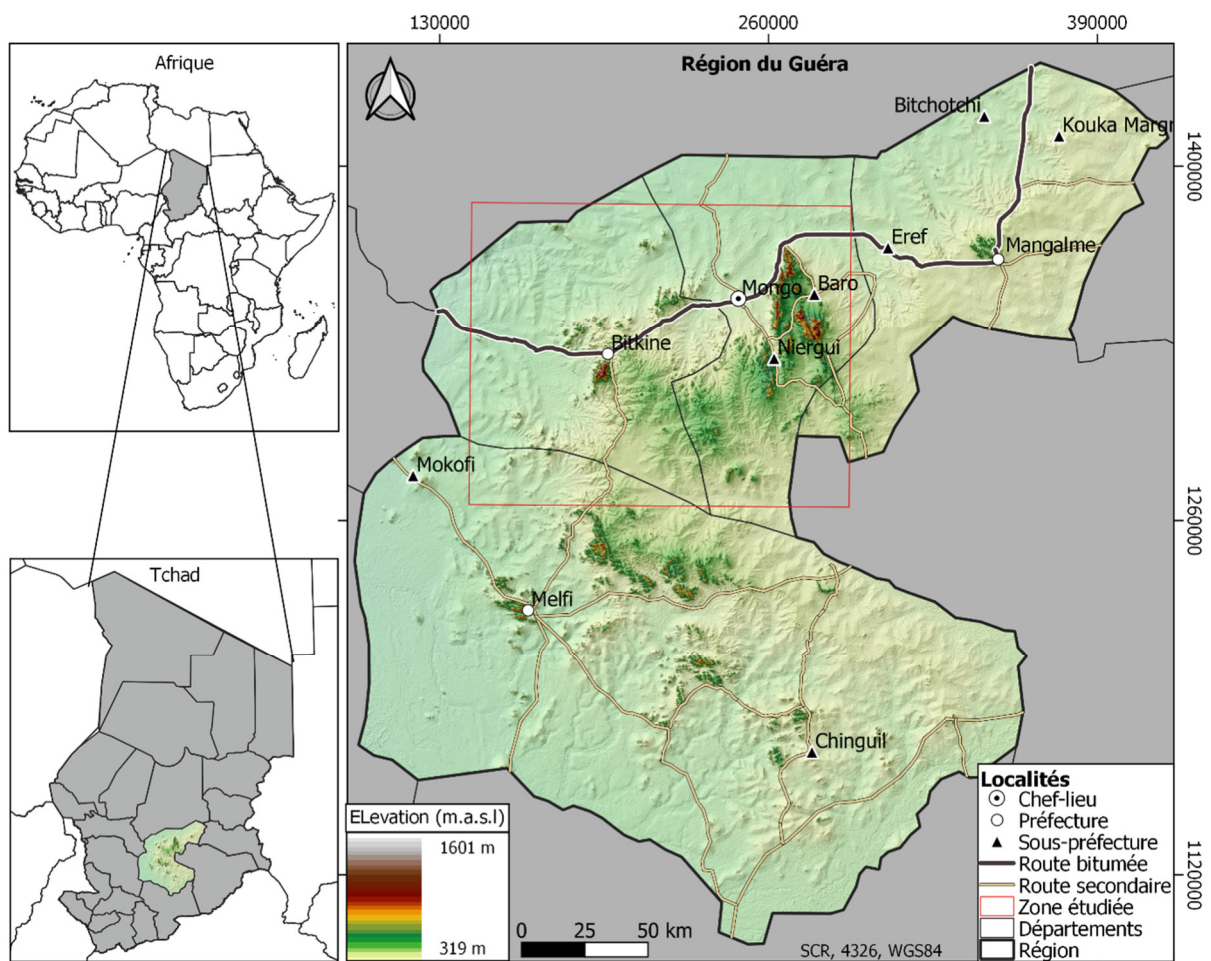 130000
260000
390000
Afrique
Région du Guéra
Bitchotchi
Kouka Margn
1400000
Eref
Mangalme
Mongo
Baro
Bitkine
Niergui
Mokofi
1260000
Tchad
Melfi
Chinguil
ELevation (m.a.s.l)
1601 m
319 m
0 25 50 km
SCR, 4326, WGS84
Localités
Chef-lieu
Préfecture
Sous-préfecture
Route bitumée
Route secondaire
Zone étudiée
Départements
Région
1120000